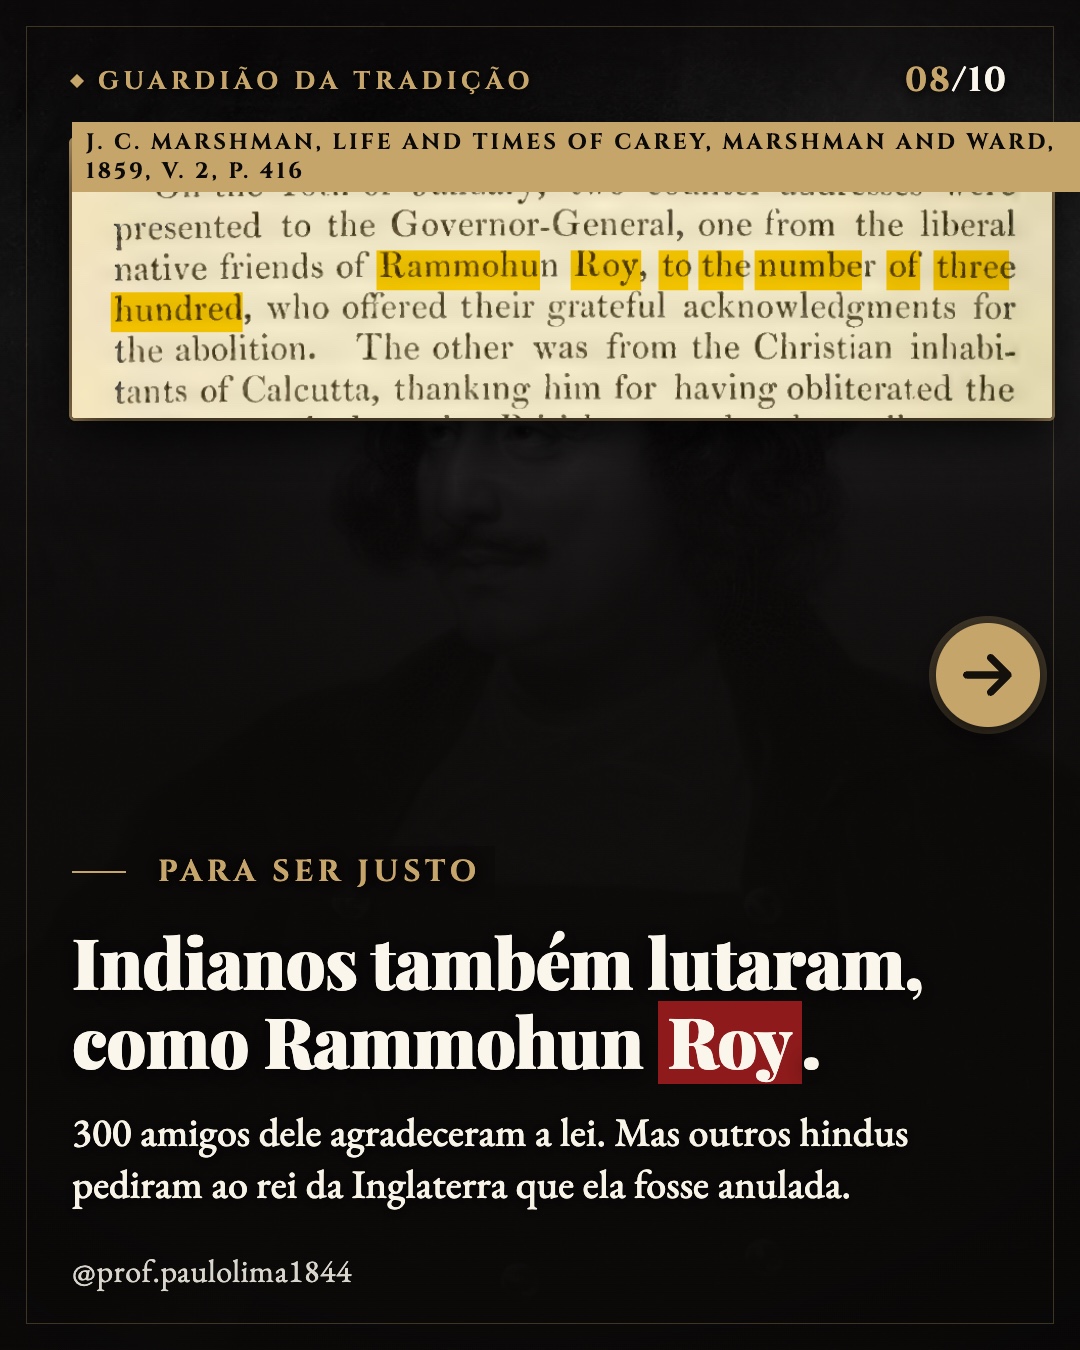 GUARDIÃO DA TRADIÇÃO
08/10
J. C. MARSHMAN, LIFE AND TIMES OF CAREY, MARSHMAN AND WARD,
1859, V. 2, P. 416
presented to the Governor-General, one from the liberal
native friends of Rammohun Roy, to the number of three
hundred, who offered their grateful acknowledgments for
the abolition. The other was from the Christian inhabi-
tants of Calcutta, thanking him for having obliterated the
PARA SER JUSTO
Indianos também lutaram,
como Rammohun Roy.
300 amigos dele agradeceram a lei. Mas outros hindus
pediram ao rei da Inglaterra que ela fosse anulada.
@prof.paulolima1844